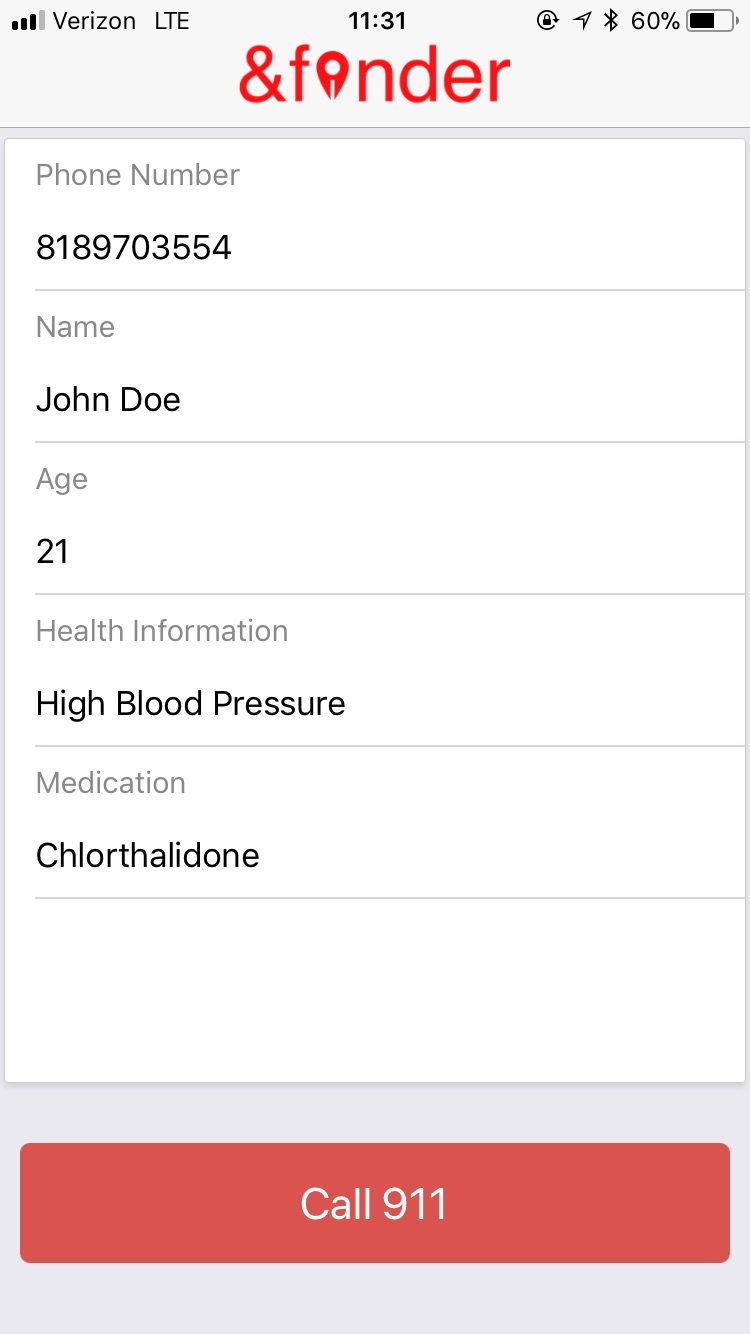 Verizon LTE 11:31 60%
&finder
Phone Number
8189703554
Name
John Doe
Age
21
Health Information
High Blood Pressure
Medication
Chlorthalidone
Call 911